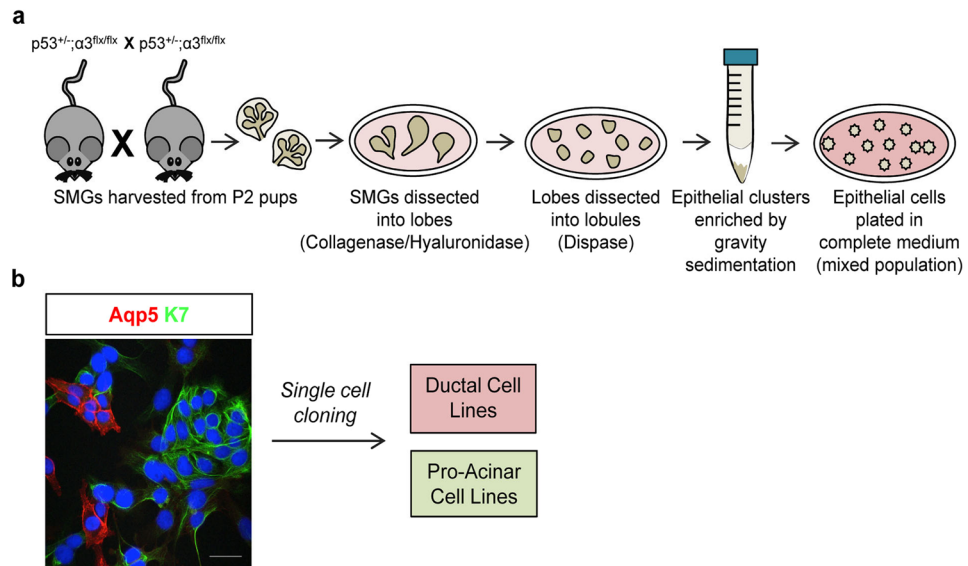 a
p53+/-;α3flx/flx X p53+/-;α3flx/flx
X
SMGs harvested from P2 pups
SMGs dissected
into lobes
(Collagenase/Hyaluronidase)
Lobes dissected
into lobules
(Dispase)
Epithelial clusters
enriched by
gravity
sedimentation
Epithelial cells
plated in
complete medium
(mixed population)
b
Aqp5 K7
Single cell
cloning
Ductal Cell
Lines
Pro-Acinar
Cell Lines